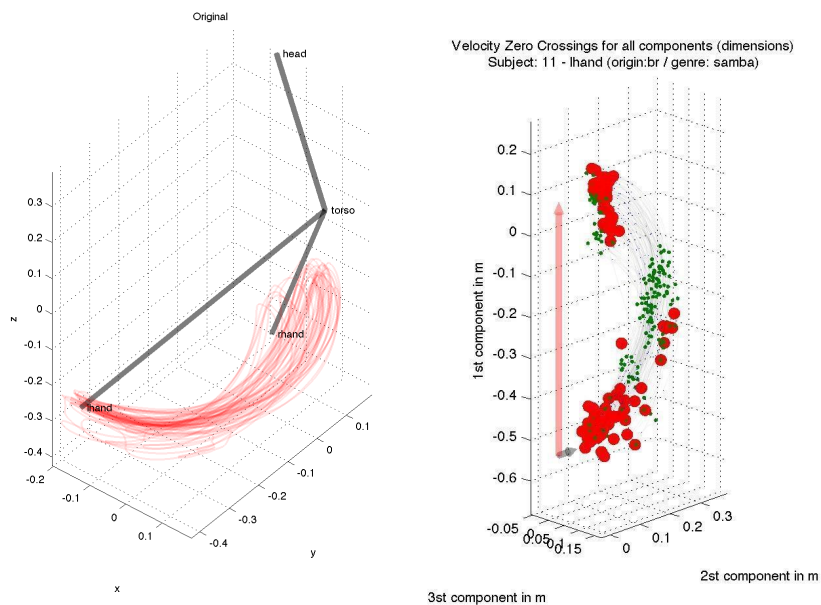 Original
head
torso
rhand
lhand
z
0.3
0.2
0.1
0
-0.1
-0.2
-0.3
-0.4
-0.2
-0.1
0
0.1
x
-0.4
-0.3
-0.2
-0.1
0
0.1
y
Velocity Zero Crossings for all components (dimensions)
Subject: 11 - lhand (origin:br / genre: samba)
1st component in m
0.2
0.1
0
-0.1
-0.2
-0.3
-0.4
-0.5
-0.6
-0.05
0
0.05
0.1
0.15
0
0.1
0.2
0.3
2st component in m
3st component in m